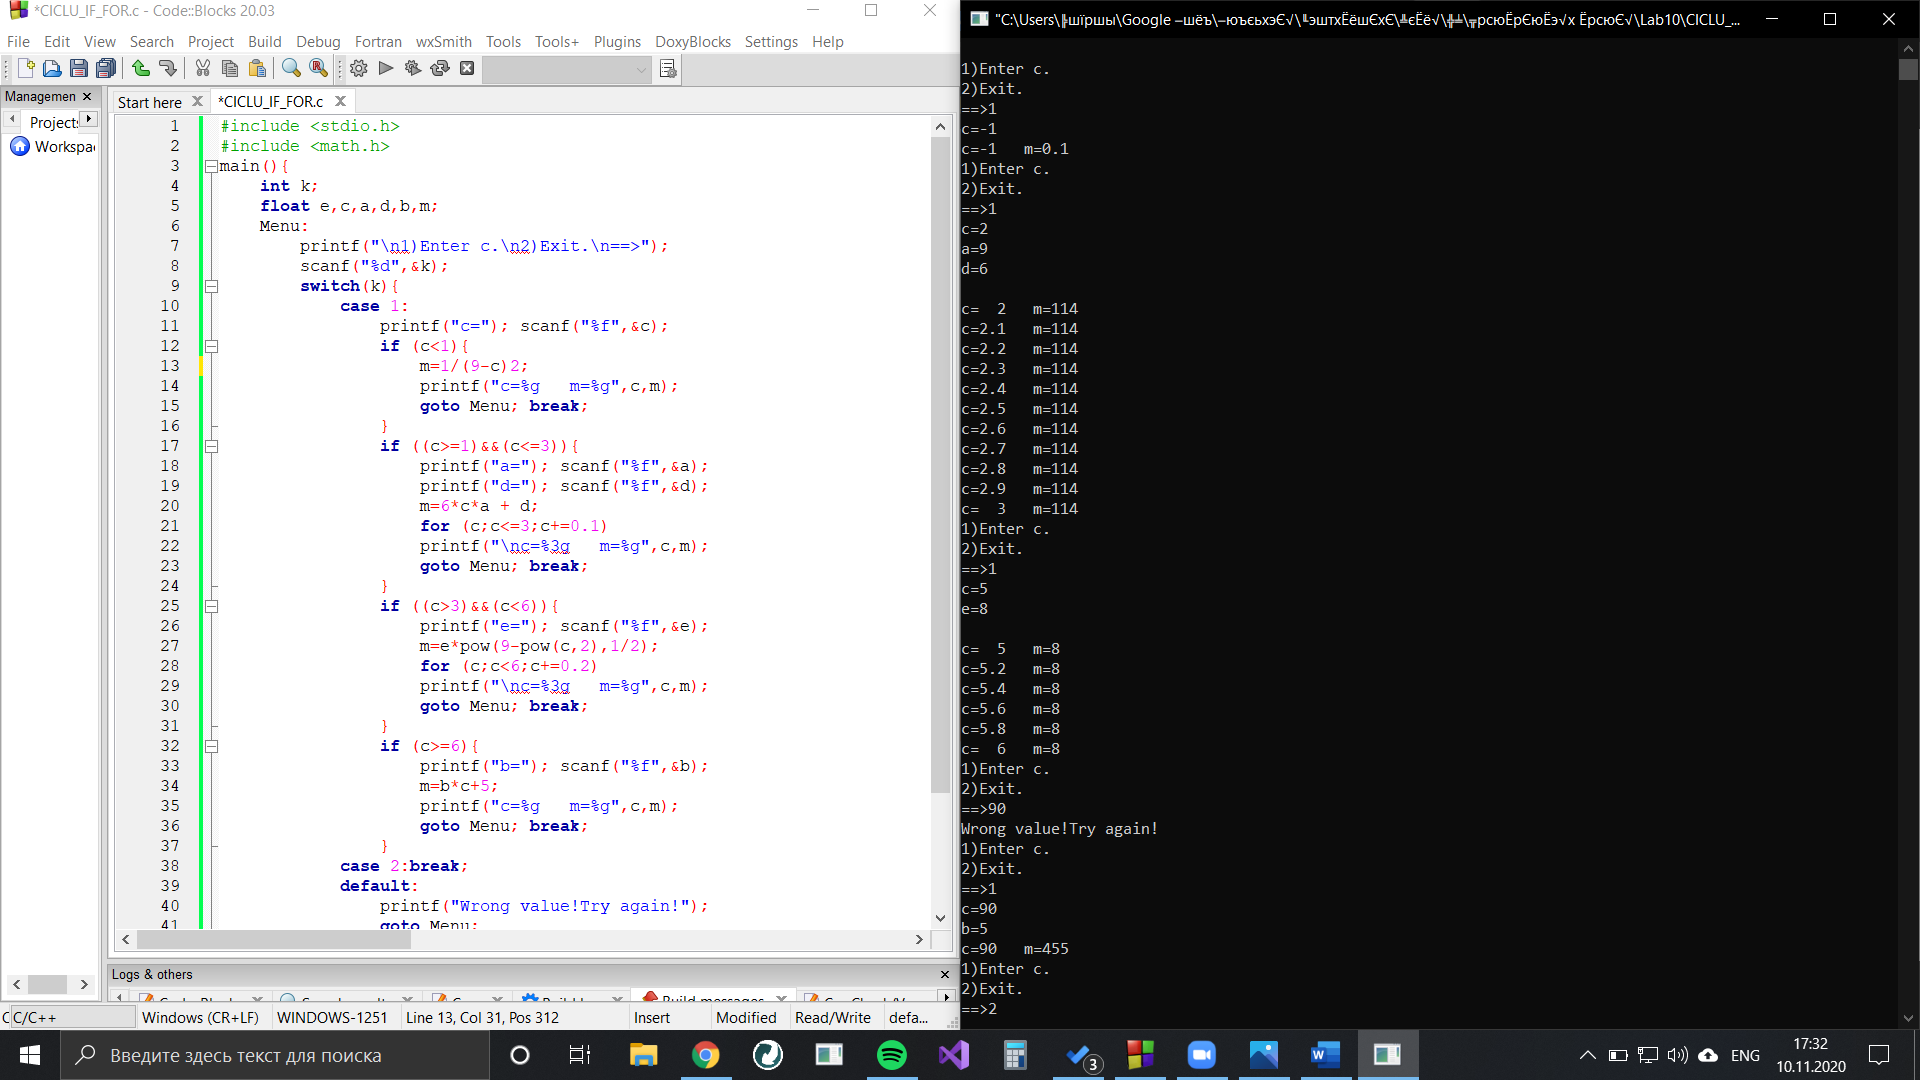 *CICLU_IF_FOR.c - Code::Blocks 20.03
File Edit View Search Project Build Debug Fortran wxSmith Tools Tools+ Plugins DoxyBlocks Settings Help
Managemen
Projects
Workspa
Start here
*CICLU_IF_FOR.c
1 #include <stdio.h>
2 #include <math.h>
3 main(){
4 int k;
5 float e,c,a,d,b,m;
6 Menu:
7 printf("\n1)Enter c.\n2)Exit.\n==>");
8 scanf("%d",&k);
9 switch(k){
10 case 1:
11 printf("c="); scanf("%f",&c);
12 if (c<1){
13 m=1/(9-c)2;
14 printf("c=%g   m=%g",c,m);
15 goto Menu; break;
16 }
17 if ((c>=1)&&(c<=3)){
18 printf("a="); scanf("%f",&a);
19 printf("d="); scanf("%f",&d);
20 m=6*c*a + d;
21 for (c;c<=3;c+=0.1)
22 printf("\nc=%3g   m=%g",c,m);
23 goto Menu; break;
24 }
25 if ((c>3)&&(c<6)){
26 printf("e="); scanf("%f",&e);
27 m=e*pow(9-pow(c,2),1/2);
28 for (c;c<6;c+=0.2)
29 printf("\nc=%3g   m=%g",c,m);
30 goto Menu; break;
31 }
32 if (c>=6){
33 printf("b="); scanf("%f",&b);
34 m=b*c+5;
35 printf("c=%g   m=%g",c,m);
36 goto Menu; break;
37 }
38 case 2:break;
39 default:
40 printf("Wrong value!Try again!");
41 goto Menu;
Logs & others
Build messages
C/C++ Windows (CR+LF) WINDOWS-1251 Line 13, Col 31, Pos 312 Insert Modified Read/Write defa...
1)Enter c.
2)Exit.
==>1
c=-1
c=-1   m=0.1
1)Enter c.
2)Exit.
==>1
c=2
a=9
d=6
c=  2   m=114
c=2.1   m=114
c=2.2   m=114
c=2.3   m=114
c=2.4   m=114
c=2.5   m=114
c=2.6   m=114
c=2.7   m=114
c=2.8   m=114
c=2.9   m=114
c=  3   m=114
1)Enter c.
2)Exit.
==>1
c=5
e=8
c=  5   m=8
c=5.2   m=8
c=5.4   m=8
c=5.6   m=8
c=5.8   m=8
c=  6   m=8
1)Enter c.
2)Exit.
==>90
Wrong value!Try again!
1)Enter c.
2)Exit.
==>1
c=90
b=5
c=90   m=455
1)Enter c.
2)Exit.
==>2
Введите здесь текст для поиска
3
ENG
17:32
10.11.2020